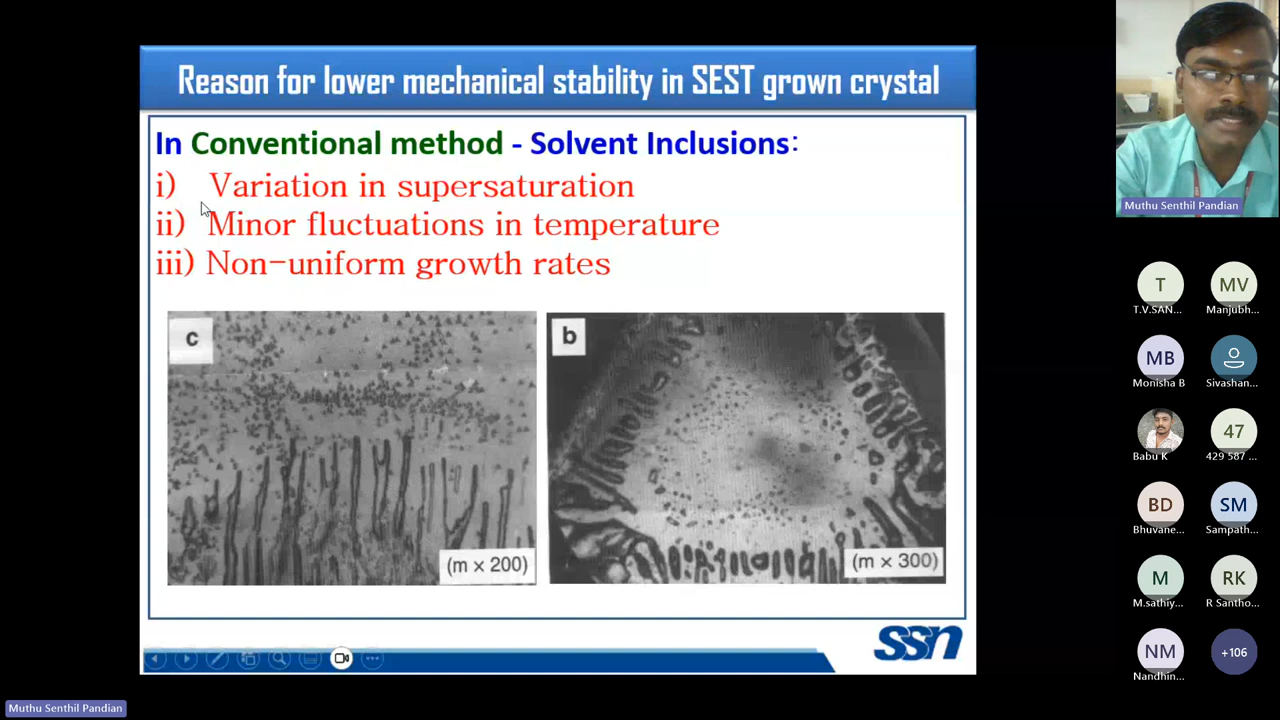 Reason for lower mechanical stability in SEST grown crystal
In Conventional method - Solvent Inclusions:
i) Variation in supersaturation
ii) Minor fluctuations in temperature
iii) Non-uniform growth rates
c
(m x 200)
b
(m x 300)
ssn
Muthu Senthil Pandian
T
T.V.SAN...
MV
Manjubh...
MB
Monisha B
Sivashan...
Babu K
47
429 587 ...
BD
Bhuvane...
SM
Sampath...
M
M.sathiy...
RK
R Santho...
NM
Nandhin...
+106
Muthu Senthil Pandian